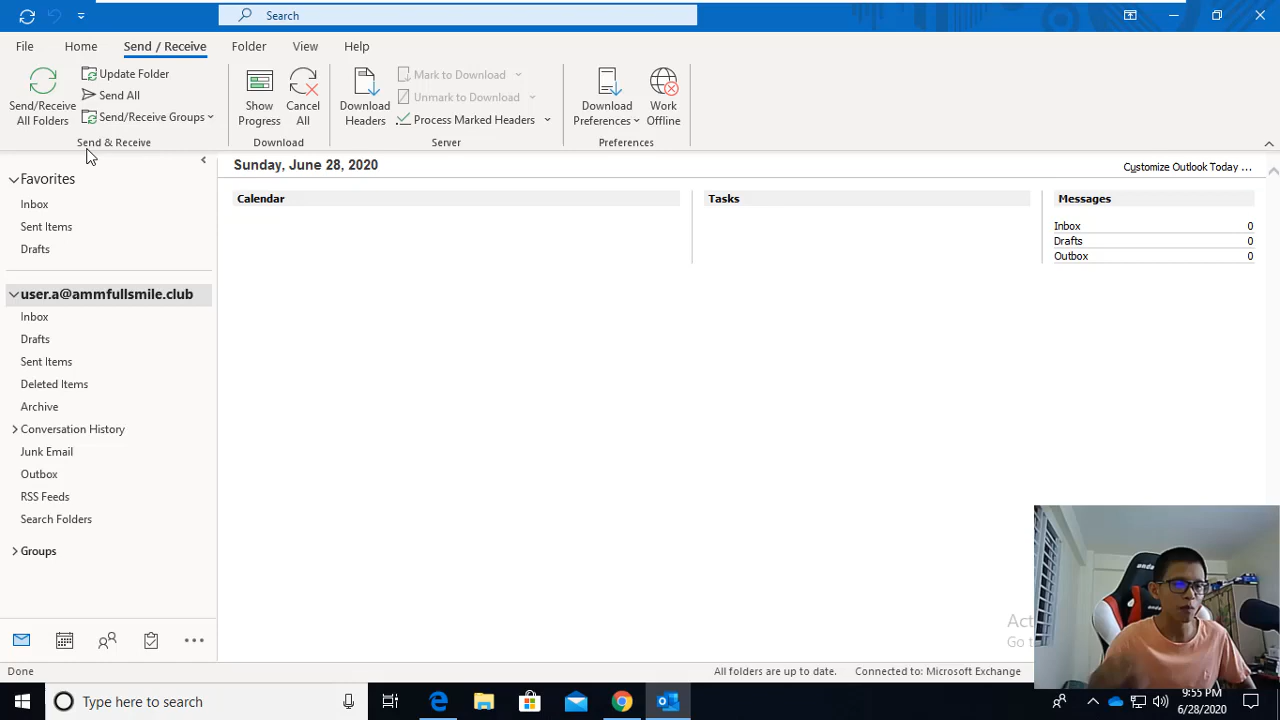 Search
File
Home
Send / Receive
Folder
View
Help
Send/Receive
All Folders
Update Folder
Send All
Send/Receive Groups
Send & Receive
Show
Progress
Cancel
All
Download
Download
Headers
Mark to Download
Unmark to Download
Process Marked Headers
Server
Download
Preferences
Work
Offline
Preferences
Favorites
Inbox
Sent Items
Drafts
user.a@ammfullsmile.club
Inbox
Drafts
Sent Items
Deleted Items
Archive
Conversation History
Junk Email
Outbox
RSS Feeds
Search Folders
Groups
Sunday, June 28, 2020
Customize Outlook Today ...
Calendar
Tasks
Messages
Inbox 0
Drafts 0
Outbox 0
Go
Done
All folders are up to date.
Connected to: Microsoft Exchange
Type here to search
9:55 PM
6/28/2020